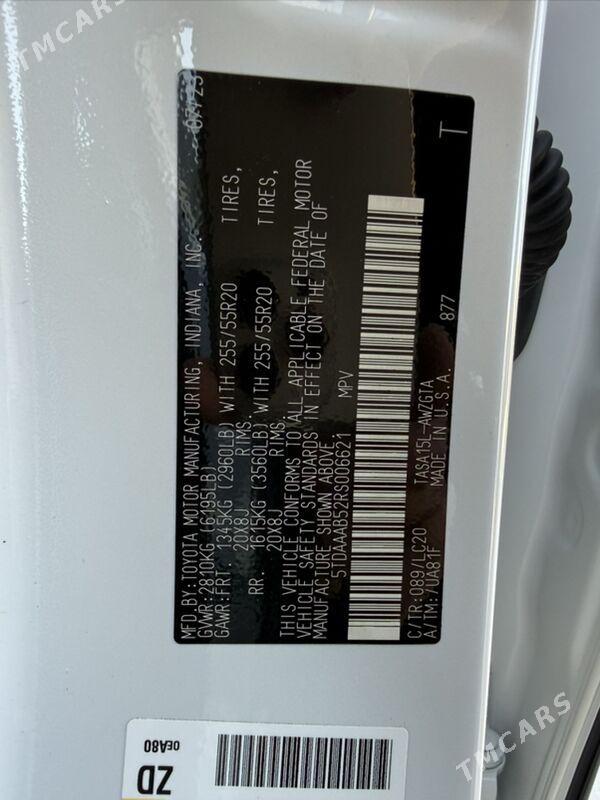 TMCARS
MFD.BY:TOYOTA MOTOR MANUFACTURING, INDIANA, INC. 07/23
GVWR:2810KG (6195LB)
GAWR:FRT. 1345KG (2960LB) WITH 255/55R20 TIRES,
20X8J RIMS.
RR. 1615KG (3560LB) WITH 255/55R20 TIRES,
20X8J RIMS.
THIS VEHICLE CONFORMS TO ALL APPLICABLE FEDERAL MOTOR
VEHICLE SAFETY STANDARDS IN EFFECT ON THE DATE OF
MANUFACTURE SHOWN ABOVE.
5TDAAAB52RS006621 MPV
C/TR:089/LC20 TASA15L-AWZGTA
A/TM:/UA81F MADE IN U.S.A. 877
T
ZD
0EA80
TMCARS